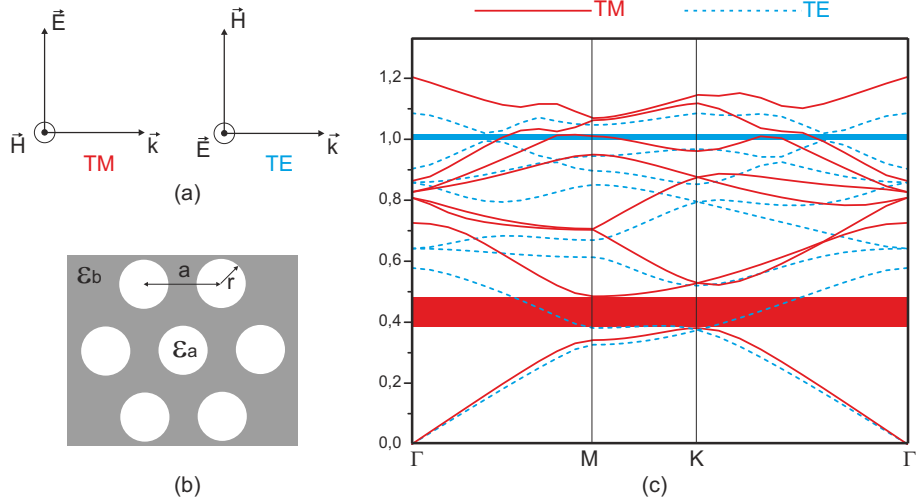 E⃗
H⃗
H⃗
k⃗
TM
E⃗
k⃗
TE
(a)
εb
a
r
εa
(b)
TM
TE
1,2
1,0
0,8
0,6
0,4
0,2
0,0
Γ
M
K
Γ
(c)